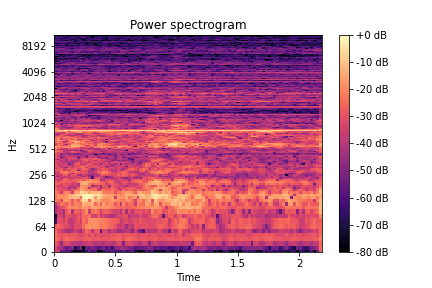 Power spectrogram
8192
4096
2048
1024
512
256
128
64
0
Hz
0
0.5
1
1.5
2
Time
+0 dB
-10 dB
-20 dB
-30 dB
-40 dB
-50 dB
-60 dB
-70 dB
-80 dB